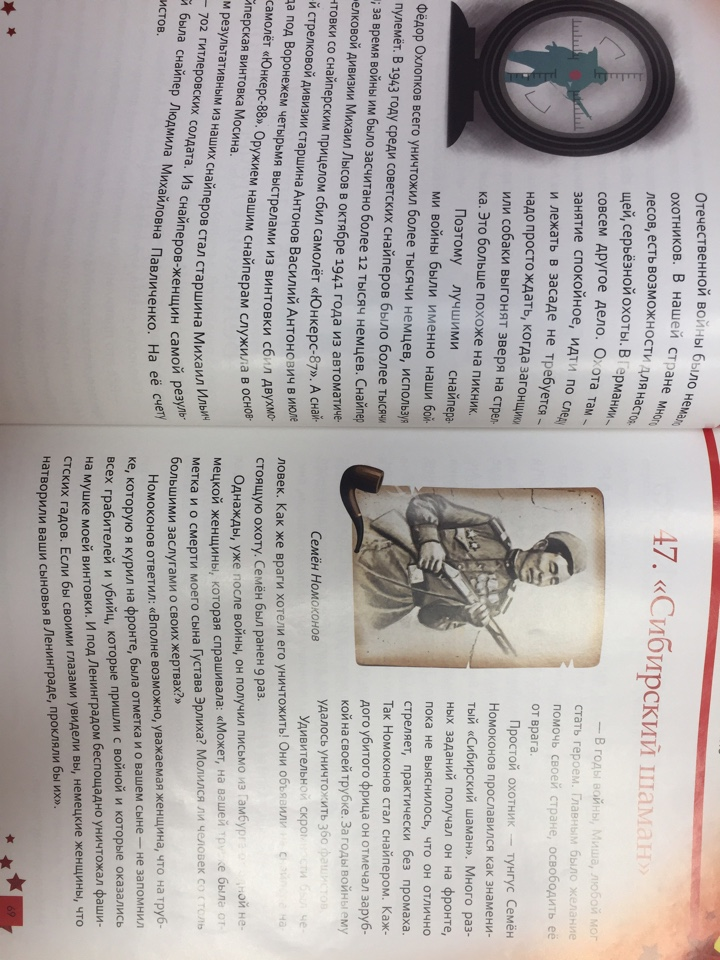 Отечественной войны было немало
охотников. В нашей стране много
лесов, есть возможности для настоя
щей, серьёзной охоты. В Германии –
совсем другое дело. Охота там –
занятие спокойное, идти по следу
и лежать в засаде не требуется –
надо просто ждать, когда загонщики
или собаки выгонят зверя на стрел-
ка. Это больше похоже на пикник.
Поэтому лучшими снайпера-
ми войны были именно наши бой-
Фёдор Охлопков всего уничтожил более тысячи немцев, используя
пулемёт. В 1943 году среди советских снайперов было более тысячи
; за время войны им было засчитано более 12 тысяч немцев. Снайпер
релковой дивизии Михаил Лысов в октябре 1941 года из автоматиче-
нтовки со снайперским прицелом сбил самолёт «Юнкерс-87». А снай-
й стрелковой дивизии старшина Антонов Василий Антонович в июле
да под Воронежем четырьмя выстрелами из винтовки сбил двухмо-
самолёт «Юнкерс-88». Оружием нашим снайперам служила в основ-
йперская винтовка Мосина.
м результативным из наших снайперов стал старшина Михаил Ильич
— 702 гитлеровских солдата. Из снайперов-женщин самой резуль-
й была снайпер Людмила Михайловна Павличенко. На её счету
истов.
47. «Сибирский шаман»
— В годы войны, Миша, любой мог
стать героем. Главным было желание
помочь своей стране, освободить её
от врага.
Простой охотник — тунгус Семён
Номоконов прославился как знамени-
тый «Сибирский шаман». Много раз-
ных заданий получал он на фронте,
пока не выяснилось, что он отлично
стреляет, практически без промаха.
Так Номоконов стал снайпером. Каж-
дого убитого фрица он отмечал заруб-
кой на своей трубке. За годы войны ему
удалось уничтожить 360 фашистов.
Семён Номоконов
Удивительной скромности был че-
ловек. Как же враги хотели его уничтожить! Они объявили на
стоящую охоту. Семён был ранен 9 раз.
Однажды, уже после войны, он получил письмо из Гамбурга от одной не-
мецкой женщины, которая спрашивала: «Может, на вашей трубке была от-
метка и о смерти моего сына Густава Эрлиха? Молился ли человек со столь
большими заслугами о своих жертвах?»
Номоконов ответил: «Вполне возможно, уважаемая женщина, что на труб-
ке, которую я курил на фронте, была отметка и о вашем сыне — не запомнил
всех грабителей и убийц, которые пришли с войной и которые оказались
на мушке моей винтовки. И под Ленинградом беспощадно уничтожал фаши-
стских гадов. Если бы своими глазами увидели вы, немецкие женщины, что
натворили ваши сыновья в Ленинграде, прокляли бы их».
69